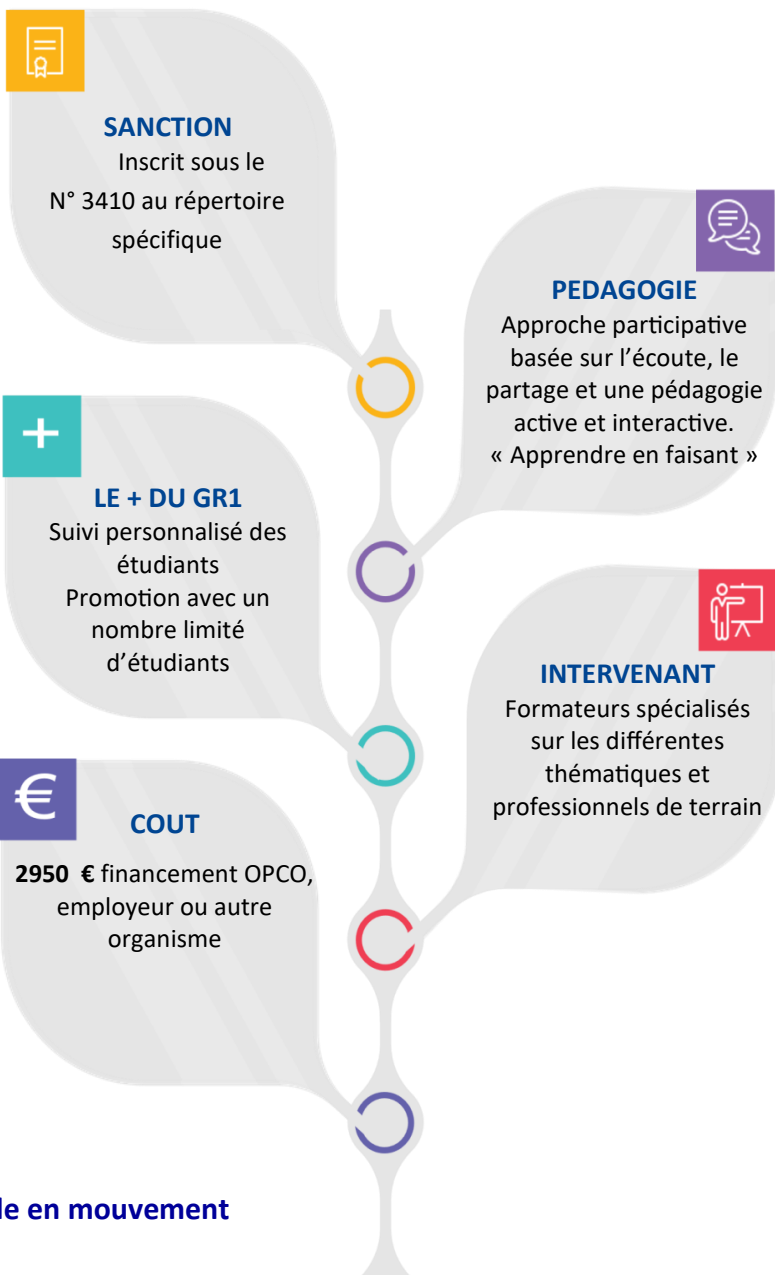 SANCTION
Inscrit sous le
N° 3410 au répertoire
spécifique
PEDAGOGIE
Approche participative
basée sur l’écoute, le
partage et une pédagogie
active et interactive.
« Apprendre en faisant »
+
LE + DU GR1
Suivi personnalisé des
étudiants
Promotion avec un
nombre limité
d’étudiants
INTERVENANT
Formateurs spécialisés
sur les différentes
thématiques et
professionnels de terrain
€
COUT
2950 € financement OPCO,
employeur ou autre
organisme
en mouvement